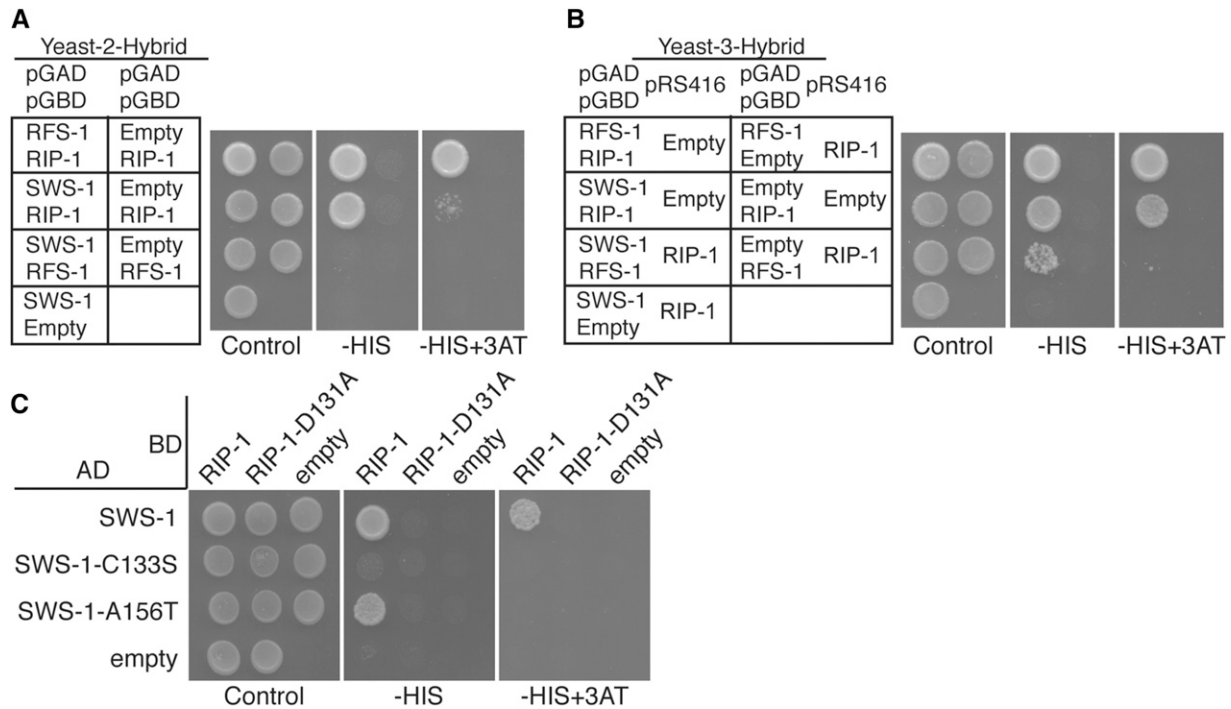 A
Yeast-2-Hybrid
pGAD pGAD
pGBD pGBD
RFS-1 Empty
RIP-1 RIP-1
SWS-1 Empty
RIP-1 RIP-1
SWS-1 Empty
RFS-1 RFS-1
SWS-1
Empty
Control -HIS -HIS+3AT
B
Yeast-3-Hybrid
pGAD pRS416 pGAD pRS416
pGBD pGBD
RFS-1 Empty RFS-1 RIP-1
RIP-1 Empty
SWS-1 Empty Empty Empty
RIP-1 RIP-1
SWS-1 RIP-1 Empty RIP-1
RFS-1 RFS-1
SWS-1 RIP-1
Empty
Control -HIS -HIS+3AT
C
BD
AD
RIP-1 RIP-1-D131A empty RIP-1 RIP-1-D131A empty RIP-1 RIP-1-D131A empty
SWS-1
SWS-1-C133S
SWS-1-A156T
empty
Control -HIS -HIS+3AT